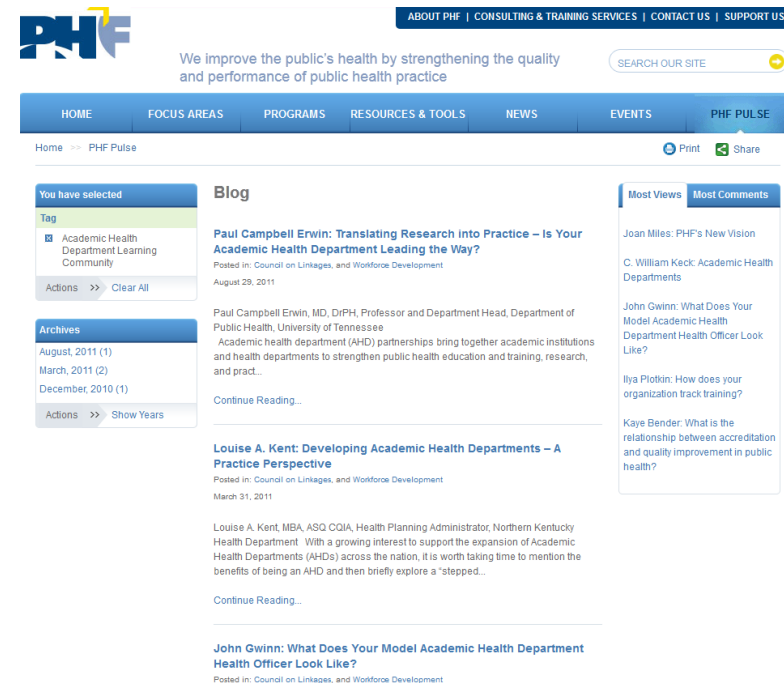 ABOUT PHF | CONSULTING & TRAINING SERVICES | CONTACT US | SUPPORT US
PHF
We improve the public's health by strengthening the quality
and performance of public health practice
SEARCH OUR SITE
HOME FOCUS AREAS PROGRAMS RESOURCES & TOOLS NEWS EVENTS PHF PULSE
Home >> PHF Pulse
Print Share
You have selected
Tag
Academic Health
Department Learning
Community
Actions >> Clear All
Archives
August, 2011 (1)
March, 2011 (2)
December, 2010 (1)
Actions >> Show Years
Blog
Paul Campbell Erwin: Translating Research into Practice – Is Your
Academic Health Department Leading the Way?
Posted in: Council on Linkages, and Workforce Development
August 29, 2011
Paul Campbell Erwin, MD, DrPH, Professor and Department Head, Department of
Public Health, University of Tennessee
Academic health department (AHD) partnerships bring together academic institutions
and health departments to strengthen public health education and training, research,
and pract...
Continue Reading...
Louise A. Kent: Developing Academic Health Departments – A
Practice Perspective
Posted in: Council on Linkages, and Workforce Development
March 31, 2011
Louise A. Kent, MBA, ASQ CQIA, Health Planning Administrator, Northern Kentucky
Health Department With a growing interest to support the expansion of Academic
Health Departments (AHDs) across the nation, it is worth taking time to mention the
benefits of being an AHD and then briefly explore a “stepped...
Continue Reading...
John Gwinn: What Does Your Model Academic Health Department
Health Officer Look Like?
Posted in: Council on Linkages, and Workforce Development
Most Views Most Comments
Joan Miles: PHF's New Vision
C. William Keck: Academic Health
Departments
John Gwinn: What Does Your
Model Academic Health
Department Health Officer Look
Like?
Ilya Plotkin: How does your
organization track training?
Kaye Bender: What is the
relationship between accreditation
and quality improvement in public
health?